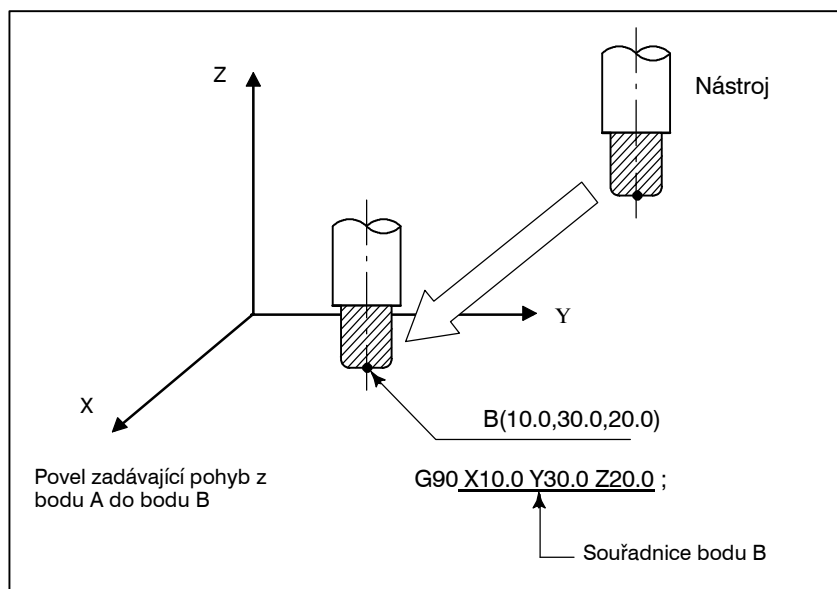 Z
Nástroj
Y
X
B(10.0,30.0,20.0)
Povel zadávající pohyb z
bodu A do bodu B
G90 X10.0 Y30.0 Z20.0 ;
Souřadnice bodu B